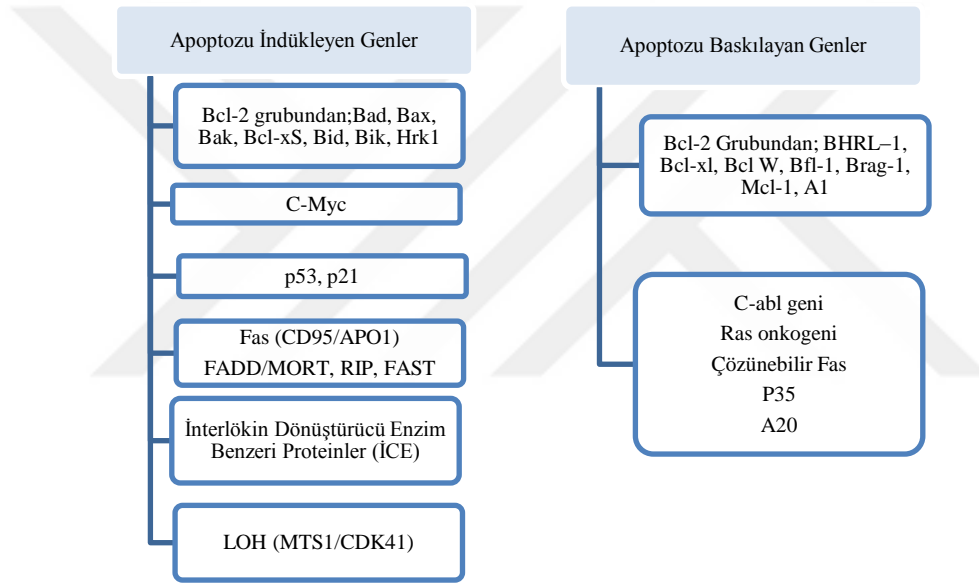 Apoptozu İndükleyen Genler
Bcl-2 grubundan;Bad, Bax,
Bak, Bcl-xS, Bid, Bik, Hrk1
C-Myc
p53, p21
Fas (CD95/APO1)
FADD/MORT, RIP, FAST
İnterlökin Dönüştürücü Enzim
Benzeri Proteinler (İCE)
LOH (MTS1/CDK41)
Apoptozu Baskılayan Genler
Bcl-2 Grubundan; BHRL–1,
Bcl-xl, Bcl W, Bfl-1, Brag-1,
Mcl-1, A1
C-abl geni
Ras onkogeni
Çözünebilir Fas
P35
A20